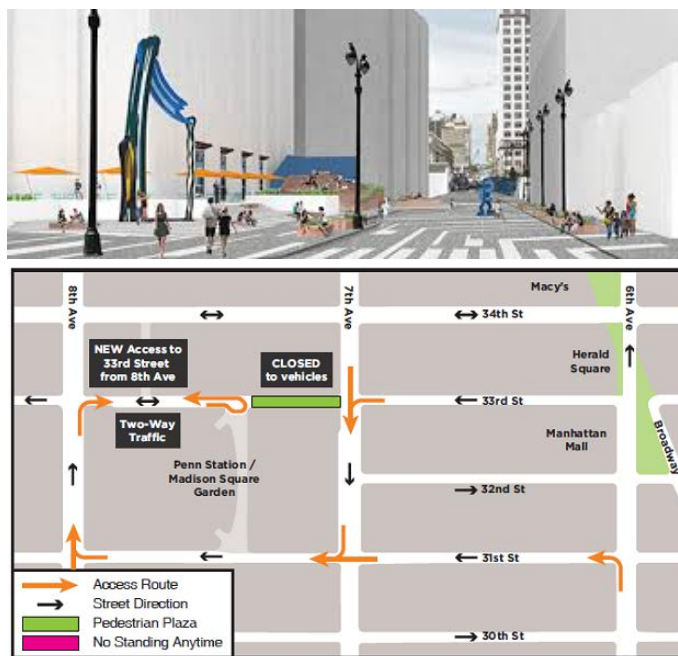 Macy's
8th Ave
7th Ave
6th Ave
34th St
NEW Access to
33rd Street
from 8th Ave
CLOSED
to vehicles
Herald
Square
33rd St
Two-Way
Traffic
Manhattan
Mall
Broadway
Penn Station /
Madison Square
Garden
32nd St
31st St
Access Route
Street Direction
Pedestrian Plaza
No Standing Anytime
30th St